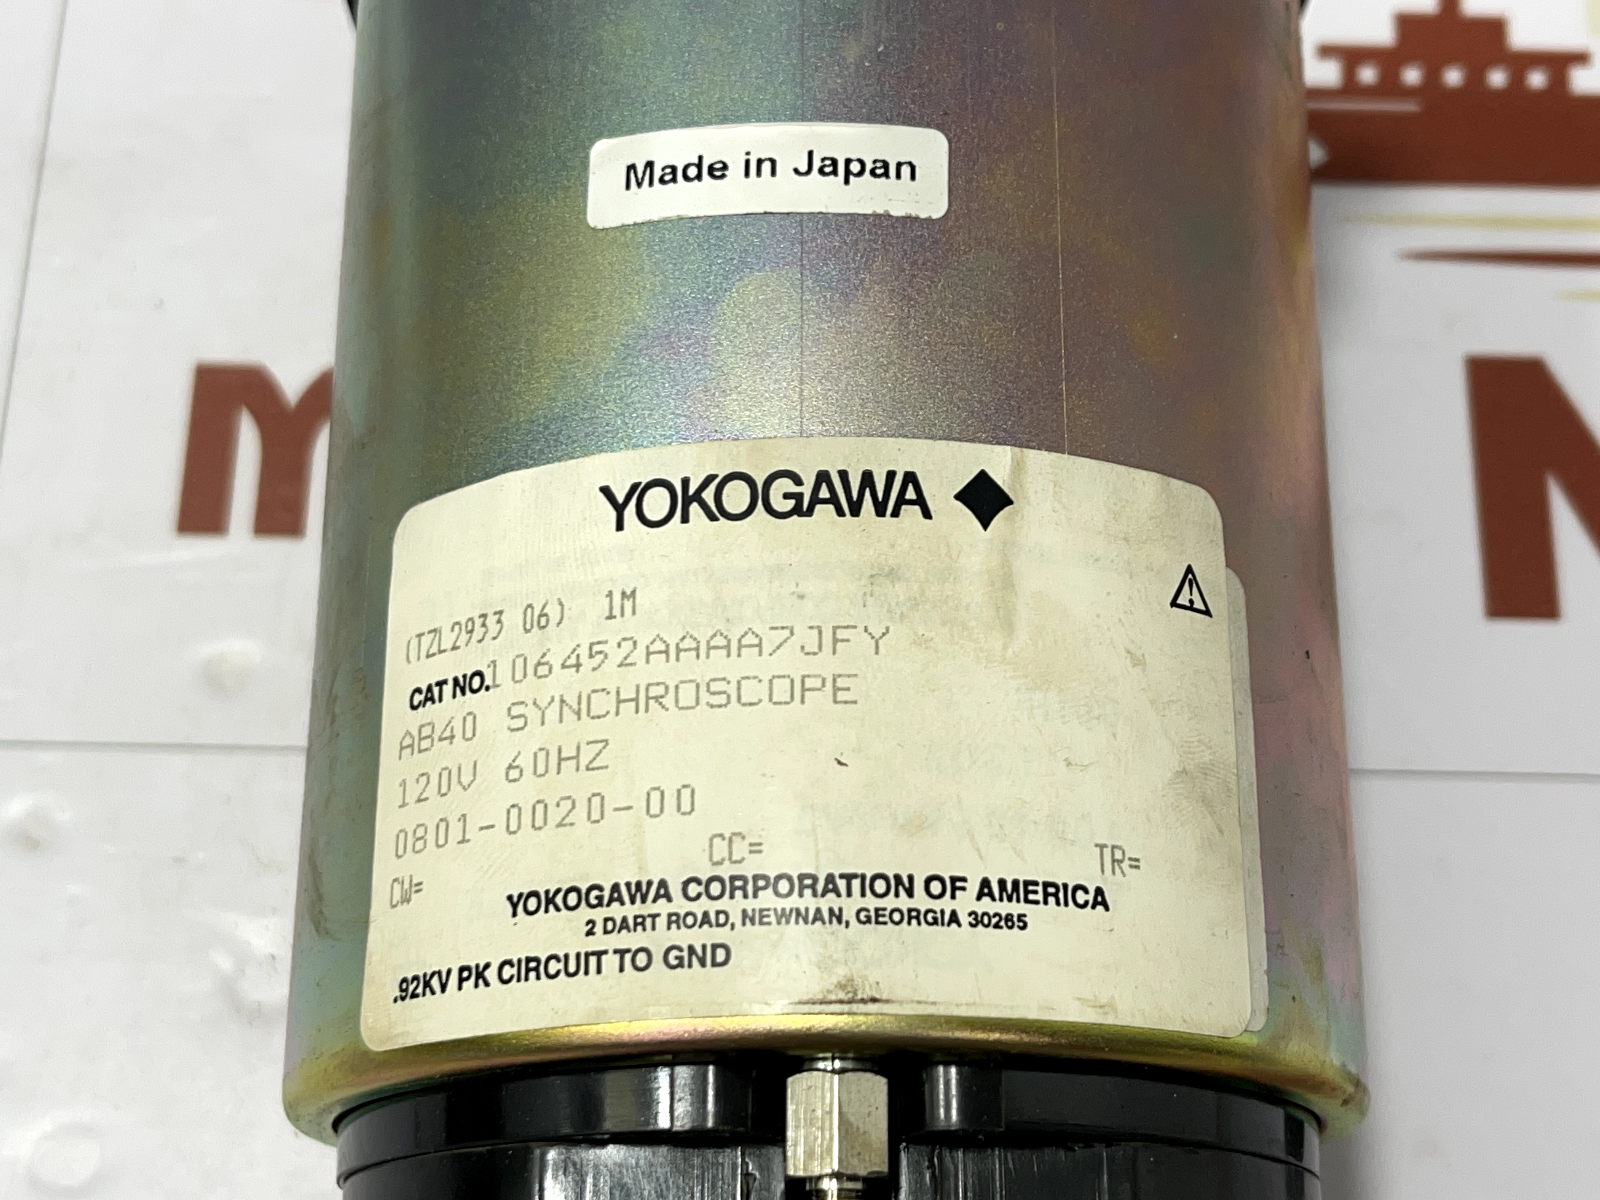 Made in Japan
YOKOGAWA
(TZL2933 06) 1M
CAT NO. 106452AAAA7JFY
AB40 SYNCHROSCOPE
120V 60HZ
0801-0020-00
CW= CC= TR=
YOKOGAWA CORPORATION OF AMERICA
2 DART ROAD, NEWNAN, GEORGIA 30265
.92KV PK CIRCUIT TO GND